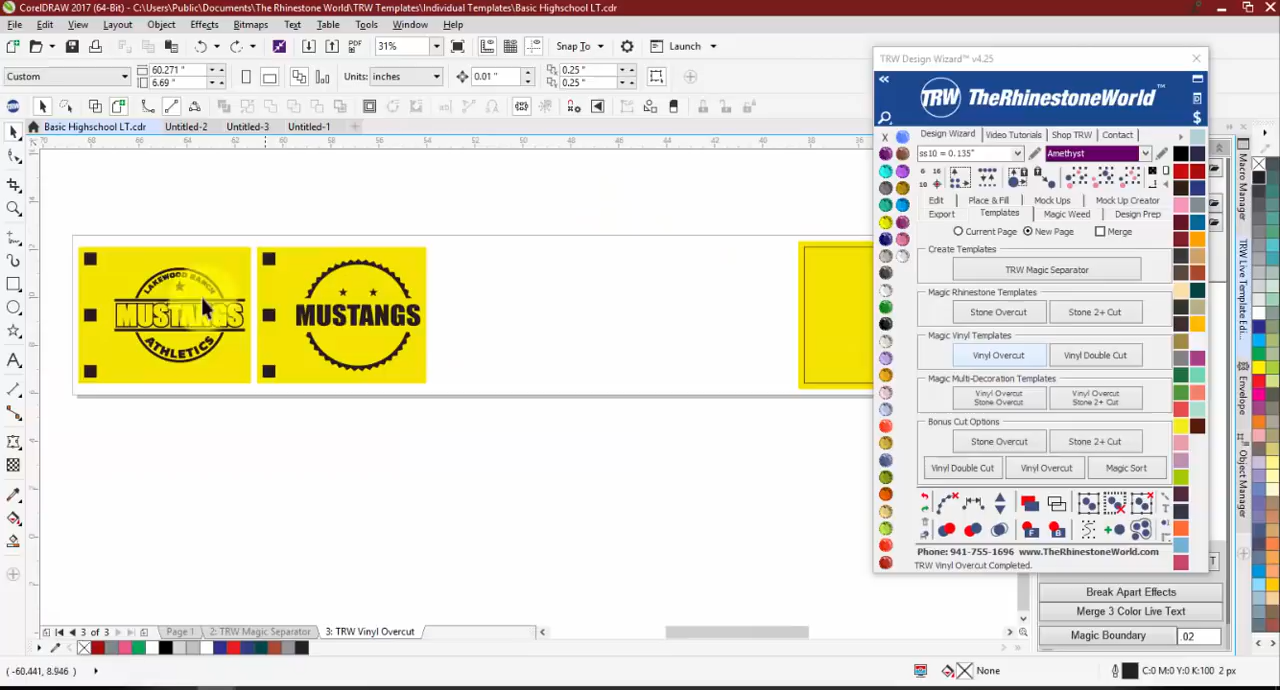 CorelDRAW 2017 (64-Bit) - C:\Users\Public\Documents\The Rhinestone World\TRW Templates\Individual Templates\Basic Highschool LT.cdr
File Edit View Layout Object Effects Bitmaps Text Table Tools Window Help
31% Snap To Launch
Custom 60.271 " 6.69 " Units: inches 0.01 " 0.25 " 0.25 "
Basic Highschool LT.cdr Untitled-2 Untitled-3 Untitled-1
LAKEWOOD RANCH
MUSTANGS
ATHLETICS
MUSTANGS
TRW Design Wizard™ v4.25
TRW TheRhinestoneWorld™
Design Wizard Video Tutorials Shop TRW Contact
ss10 = 0.135" Amethyst
Edit Place & Fill Mock Ups Mock Up Creator
Export Templates Magic Weed Design Prep
Current Page New Page Merge
Create Templates
TRW Magic Separator
Magic Rhinestone Templates
Stone Overcut Stone 2+ Cut
Magic Vinyl Templates
Vinyl Overcut Vinyl Double Cut
Magic Multi-Decoration Templates
Vinyl Overcut Stone Overcut
Vinyl Overcut Stone 2+ Cut
Bonus Cut Options
Stone Overcut Stone 2+ Cut
Vinyl Double Cut Vinyl Overcut Magic Sort
Phone: 941-755-1696 www.TheRhinestoneWorld.com
TRW Vinyl Overcut Completed.
Macro Manager
TRW Live Template Edi...
Envelope
Object Manager
Break Apart Effects
Merge 3 Color Live Text
Magic Boundary .02
3 of 3 Page 1 2: TRW Magic Separator 3: TRW Vinyl Overcut
(-60.441, 8.946 ) None C:0 M:0 Y:0 K:100 2 px